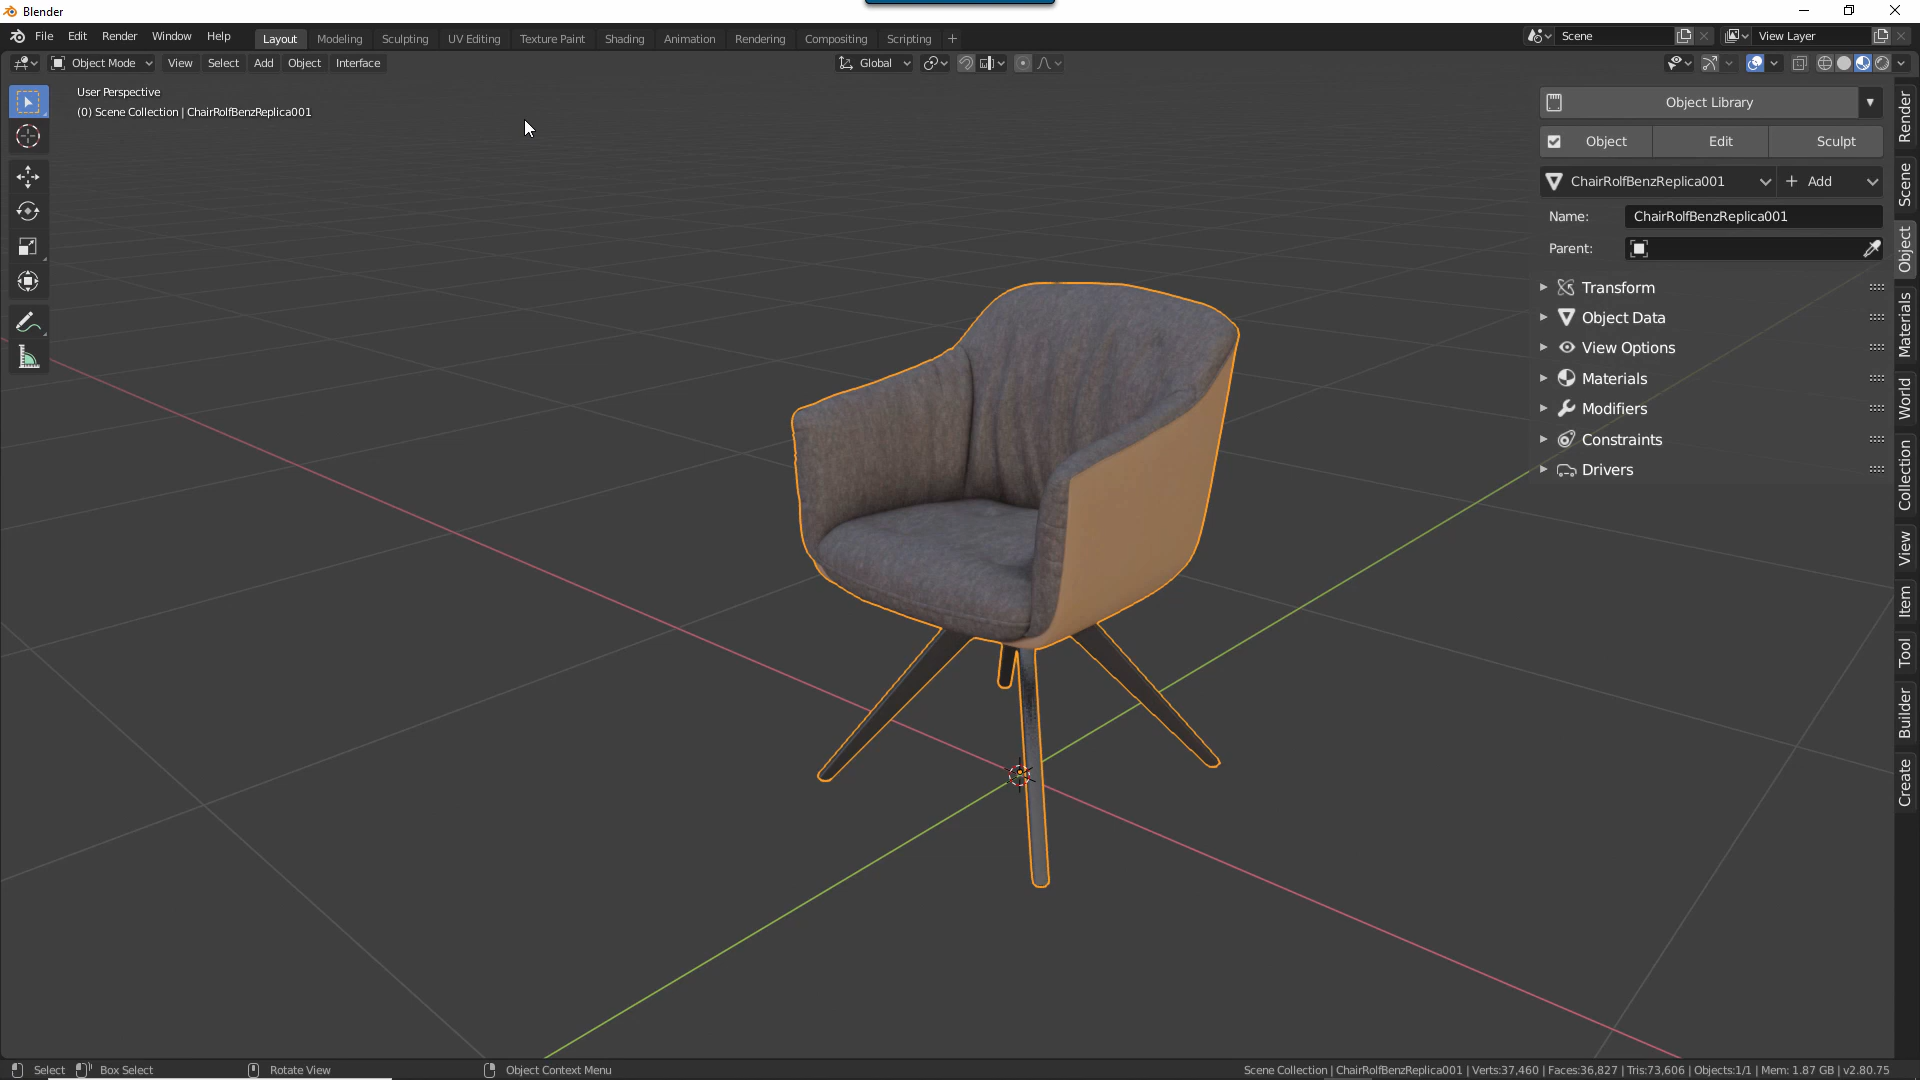 Blender
File Edit Render Window Help Layout Modeling Sculpting UV Editing Texture Paint Shading Animation Rendering Compositing Scripting + Scene View Layer
Object Mode View Select Add Object Interface Global
User Perspective
(0) Scene Collection | ChairRolfBenzReplica001
Object Library
Object Edit Sculpt
ChairRolfBenzReplica001 + Add
Name: ChairRolfBenzReplica001
Parent:
Transform
Object Data
View Options
Materials
Modifiers
Constraints
Drivers
Render
Scene
Object
Materials
World
Collection
View
Item
Tool
Builder
Create
Select Box Select Rotate View Object Context Menu Scene Collection | ChairRolfBenzReplica001 | Verts:37,460 | Faces:36,827 | Tris:73,606 | Objects:1/1 | Mem: 1.87 GB | v2.80.75